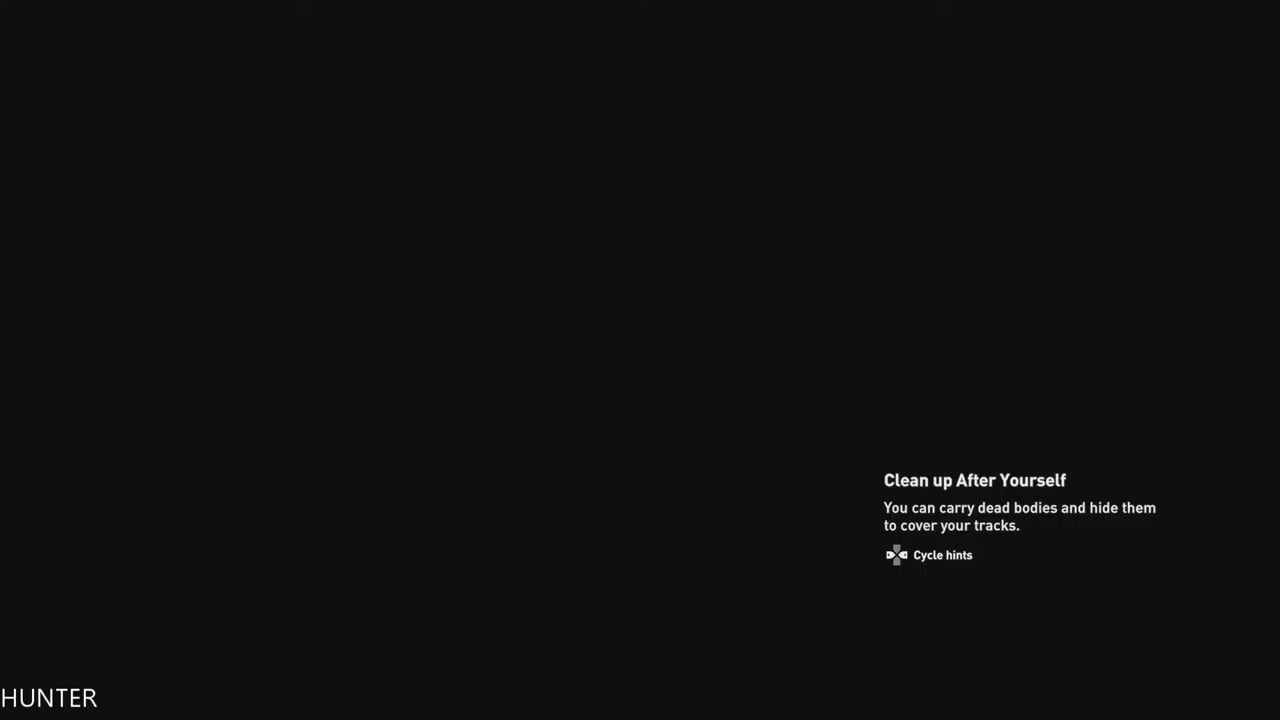 Clean up After Yourself
You can carry dead bodies and hide them
to cover your tracks.
Cycle hints
HUNTER